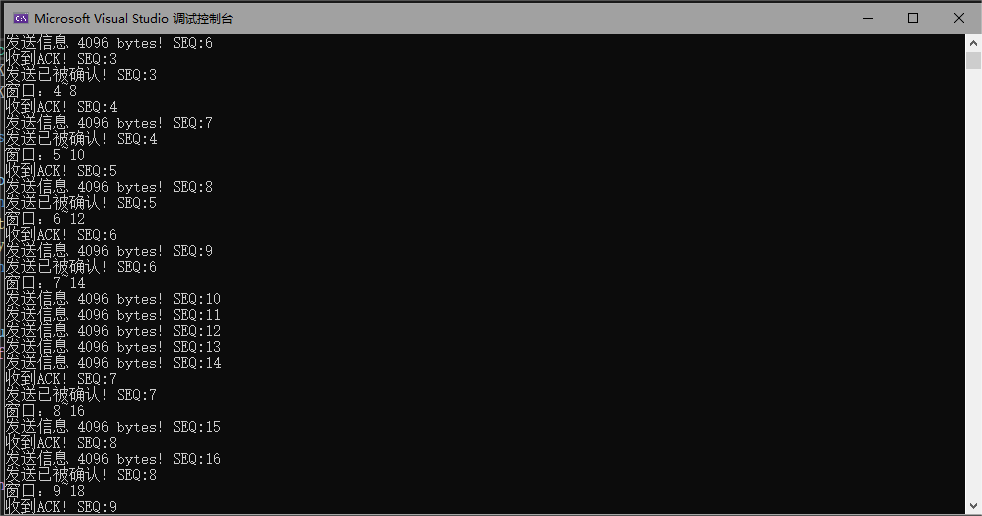 Microsoft Visual Studio 调试控制台
发送信息 4096 bytes! SEQ:6
收到ACK! SEQ:3
发送已被确认! SEQ:3
窗口：4~8
收到ACK! SEQ:4
发送信息 4096 bytes! SEQ:7
发送已被确认! SEQ:4
窗口：5~10
收到ACK! SEQ:5
发送信息 4096 bytes! SEQ:8
发送已被确认! SEQ:5
窗口：6~12
收到ACK! SEQ:6
发送信息 4096 bytes! SEQ:9
发送已被确认! SEQ:6
窗口：7~14
发送信息 4096 bytes! SEQ:10
发送信息 4096 bytes! SEQ:11
发送信息 4096 bytes! SEQ:12
发送信息 4096 bytes! SEQ:13
发送信息 4096 bytes! SEQ:14
收到ACK! SEQ:7
发送已被确认! SEQ:7
窗口：8~16
发送信息 4096 bytes! SEQ:15
收到ACK! SEQ:8
发送信息 4096 bytes! SEQ:16
发送已被确认! SEQ:8
窗口：9~18
收到ACK! SEQ:9